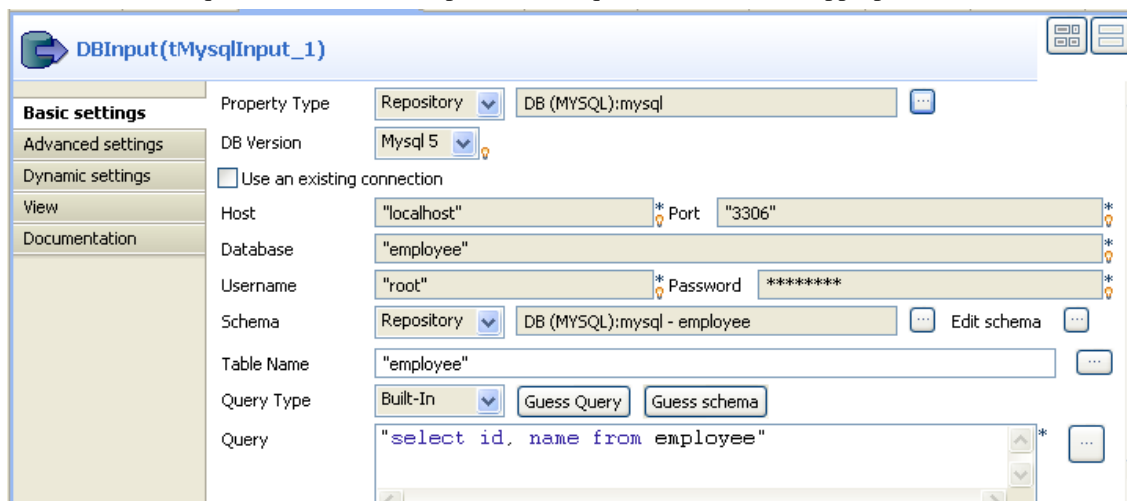 DBInput(tMysqlInput_1)
Basic settings
Advanced settings
Dynamic settings
View
Documentation
Property Type Repository DB (MYSQL):mysql ...
DB Version Mysql 5
Use an existing connection
Host "localhost" * Port "3306" *
Database "employee" *
Username "root" * Password ******** *
Schema Repository DB (MYSQL):mysql - employee ... Edit schema ...
Table Name "employee" ...
Query Type Built-In Guess Query Guess schema
Query "select id, name from employee" * ...